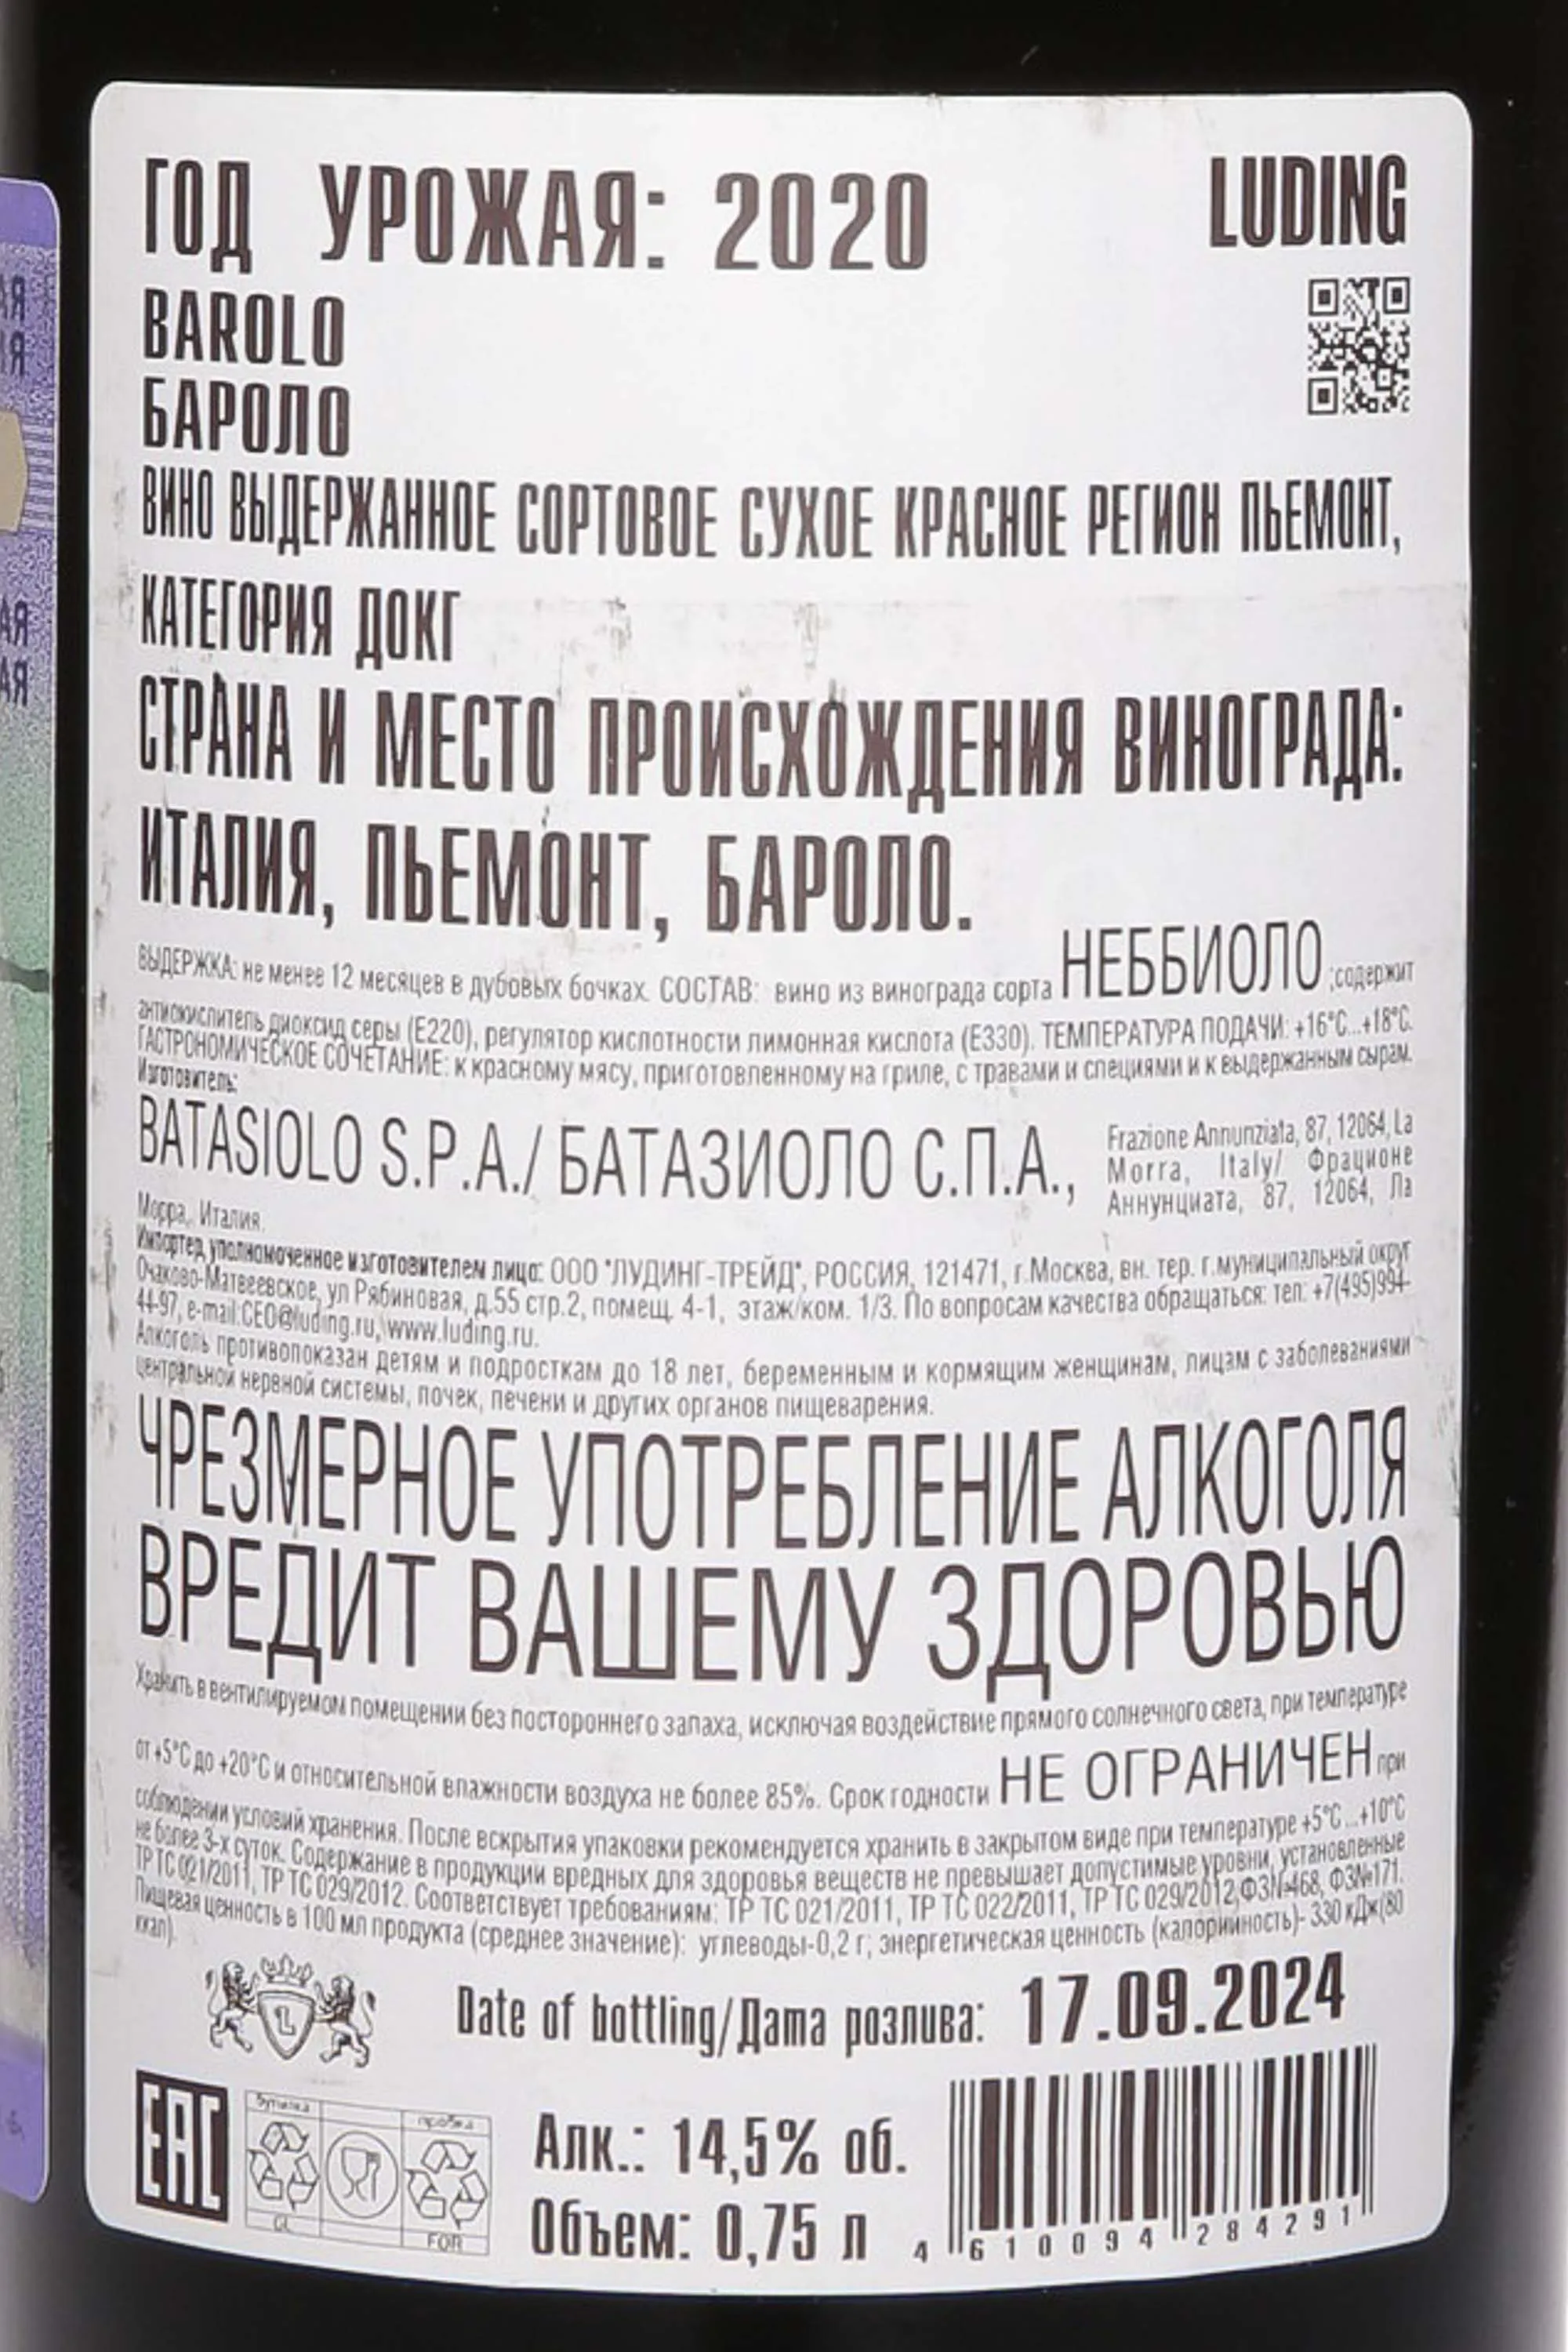 ГОД УРОЖАЯ: 2020
LUDING
BAROLO
БАРОЛО
ВИНО ВЫДЕРЖАННОЕ СОРТОВОЕ СУХОЕ КРАСНОЕ РЕГИОН ПЬЕМОНТ,
КАТЕГОРИЯ ДОКГ
СТРАНА И МЕСТО ПРОИСХОЖДЕНИЯ ВИНОГРАДА:
ИТАЛИЯ, ПЬЕМОНТ, БАРОЛО.
ВЫДЕРЖКА: не менее 12 месяцев в дубовых бочках. СОСТАВ: вино из винограда сорта НЕББИОЛО ;содержит
антиокислитель диоксид серы (Е220), регулятор кислотности лимонная кислота (Е330). ТЕМПЕРАТУРА ПОДАЧИ: +16°С...+18°С.
ГАСТРОНОМИЧЕСКОЕ СОЧЕТАНИЕ: к красному мясу, приготовленному на гриле, с травами и специями и к выдержанным сырам.
Изготовитель:
BATASIOLO S.P.A./ БАТАЗИОЛО С.П.А.,
Frazione Annunziata, 87, 12064, La
Morra, Italy/ Фрационе
Аннунциата, 87, 12064, Ла
Морра, Италия.
Импортер, уполномоченное изготовителем лицо: ООО "ЛУДИНГ-ТРЕЙД", РОССИЯ, 121471, г.Москва, вн. тер. г.муниципальный округ
Очаково-Матвеевское, ул Рябиновая, д.55 стр.2, помещ. 4-1, этаж/ком. 1/3. По вопросам качества обращаться: тел: +7(495)994-
44-97, e-mail:CEO@luding.ru, www.luding.ru.
Алкоголь противопоказан детям и подросткам до 18 лет, беременным и кормящим женщинам, лицам с заболеваниями
центральной нервной системы, почек, печени и других органов пищеварения.
ЧРЕЗМЕРНОЕ УПОТРЕБЛЕНИЕ АЛКОГОЛЯ
ВРЕДИТ ВАШЕМУ ЗДОРОВЬЮ
Хранить в вентилируемом помещении без постороннего запаха, исключая воздействие прямого солнечного света, при температуре
от +5°С до +20°С и относительной влажности воздуха не более 85%. Срок годности НЕ ОГРАНИЧЕН при
соблюдении условий хранения. После вскрытия упаковки рекомендуется хранить в закрытом виде при температуре +5°С...+10°С
не более 3-х суток. Содержание в продукции вредных для здоровья веществ не превышает допустимые уровни, установленные
ТР ТС 021/2011, ТР ТС 029/2012. Соответствует требованиям: ТР ТС 021/2011, ТР ТС 022/2011, ТР ТС 029/2012,ФЗ№468, ФЗ№171.
Пищевая ценность в 100 мл продукта (среднее значение): углеводы-0,2 г; энергетическая ценность (калорийность)- 330 кДж(80
ккал).
L
Date of bottling/Дата розлива: 17.09.2024
EAC
бутылка
пробка
GL
FOR
Алк.: 14,5% об.
Объем: 0,75 л
4 610094 284291